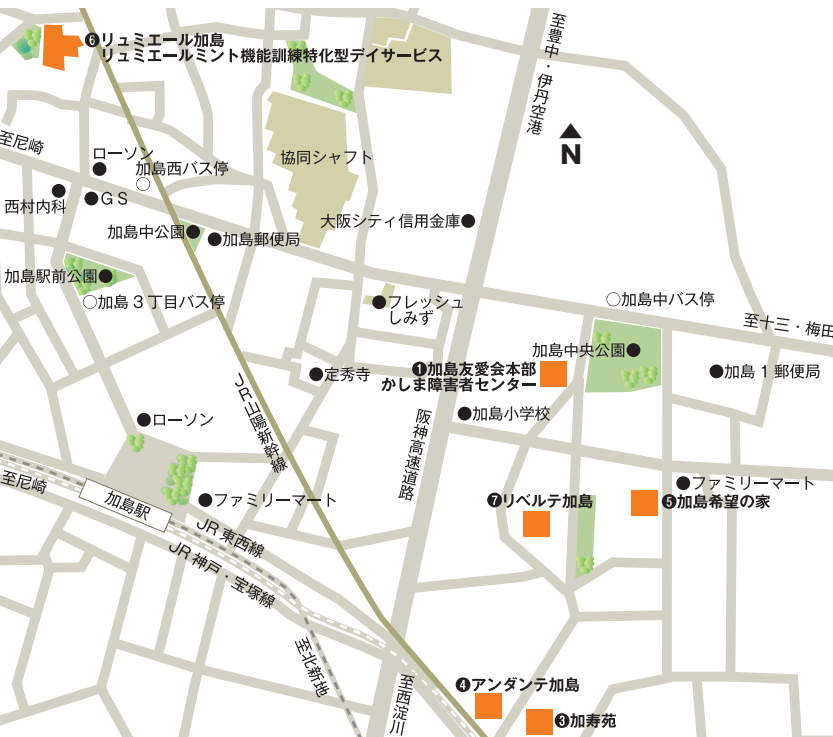 ❻リュミエール加島
リュミエールミント機能訓練特化型デイサービス
至豊中・伊丹空港
N
至尼崎
ローソン
加島西バス停
協同シャフト
西村内科
GS
大阪シティ信用金庫
加島中公園
加島郵便局
加島駅前公園
加島3丁目バス停
フレッシュ
しみず
加島中バス停
至十三・梅田
加島中央公園
❶加島友愛会本部
かしま障害者センター
定秀寺
加島1郵便局
JR山陽新幹線
阪神高速道路
加島小学校
ローソン
至尼崎
加島駅
ファミリーマート
ファミリーマート
❼リベルテ加島
❺加島希望の家
JR東西線
JR神戸・宝塚線
至北新地
至西淀川
❹アンダンテ加島
❸加寿苑